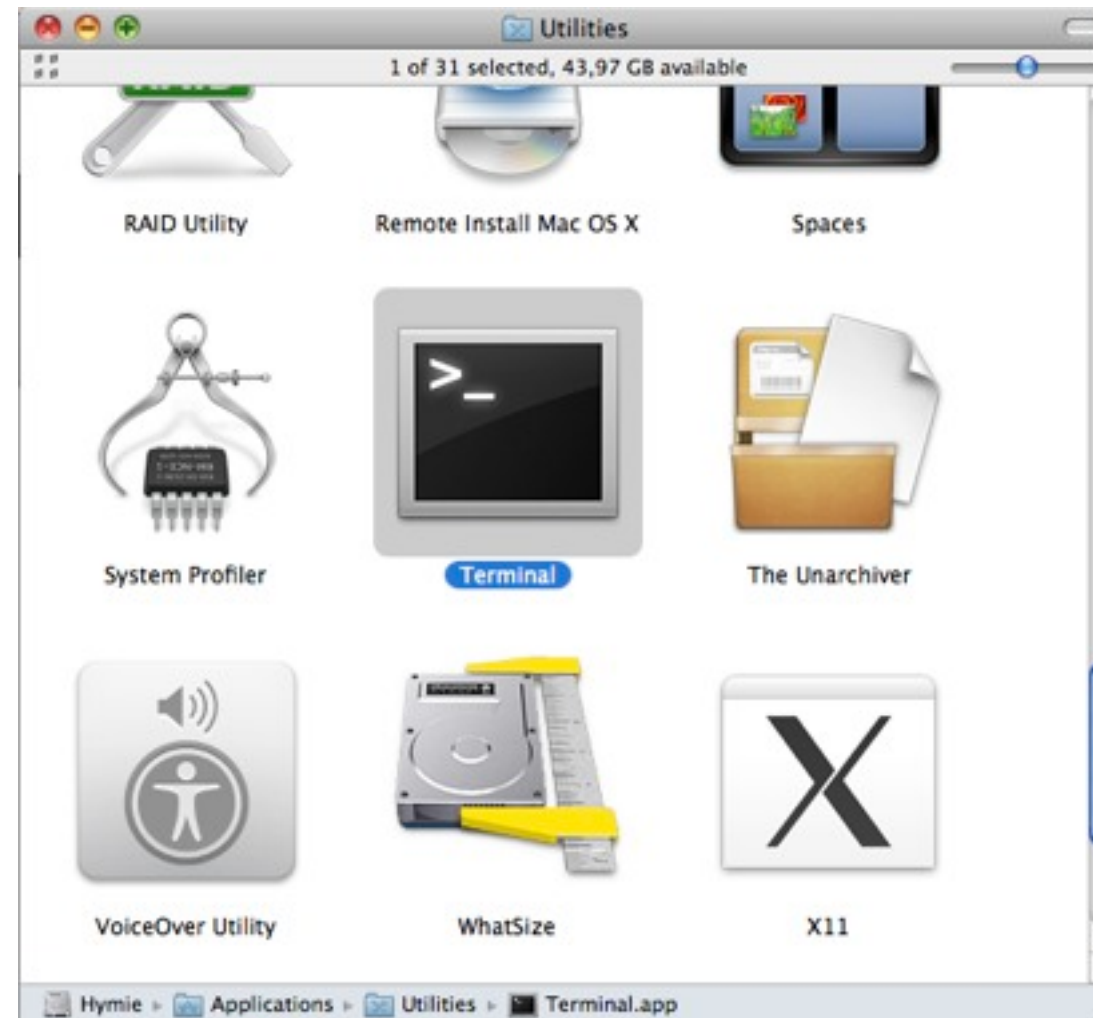 Utilities
1 of 31 selected, 43,97 GB available
RAID Utility
Remote Install Mac OS X
Spaces
>_
System Profiler
Terminal
The Unarchiver
VoiceOver Utility
WhatSize
X11
Hymie ▸ Applications ▸ Utilities ▸ Terminal.app